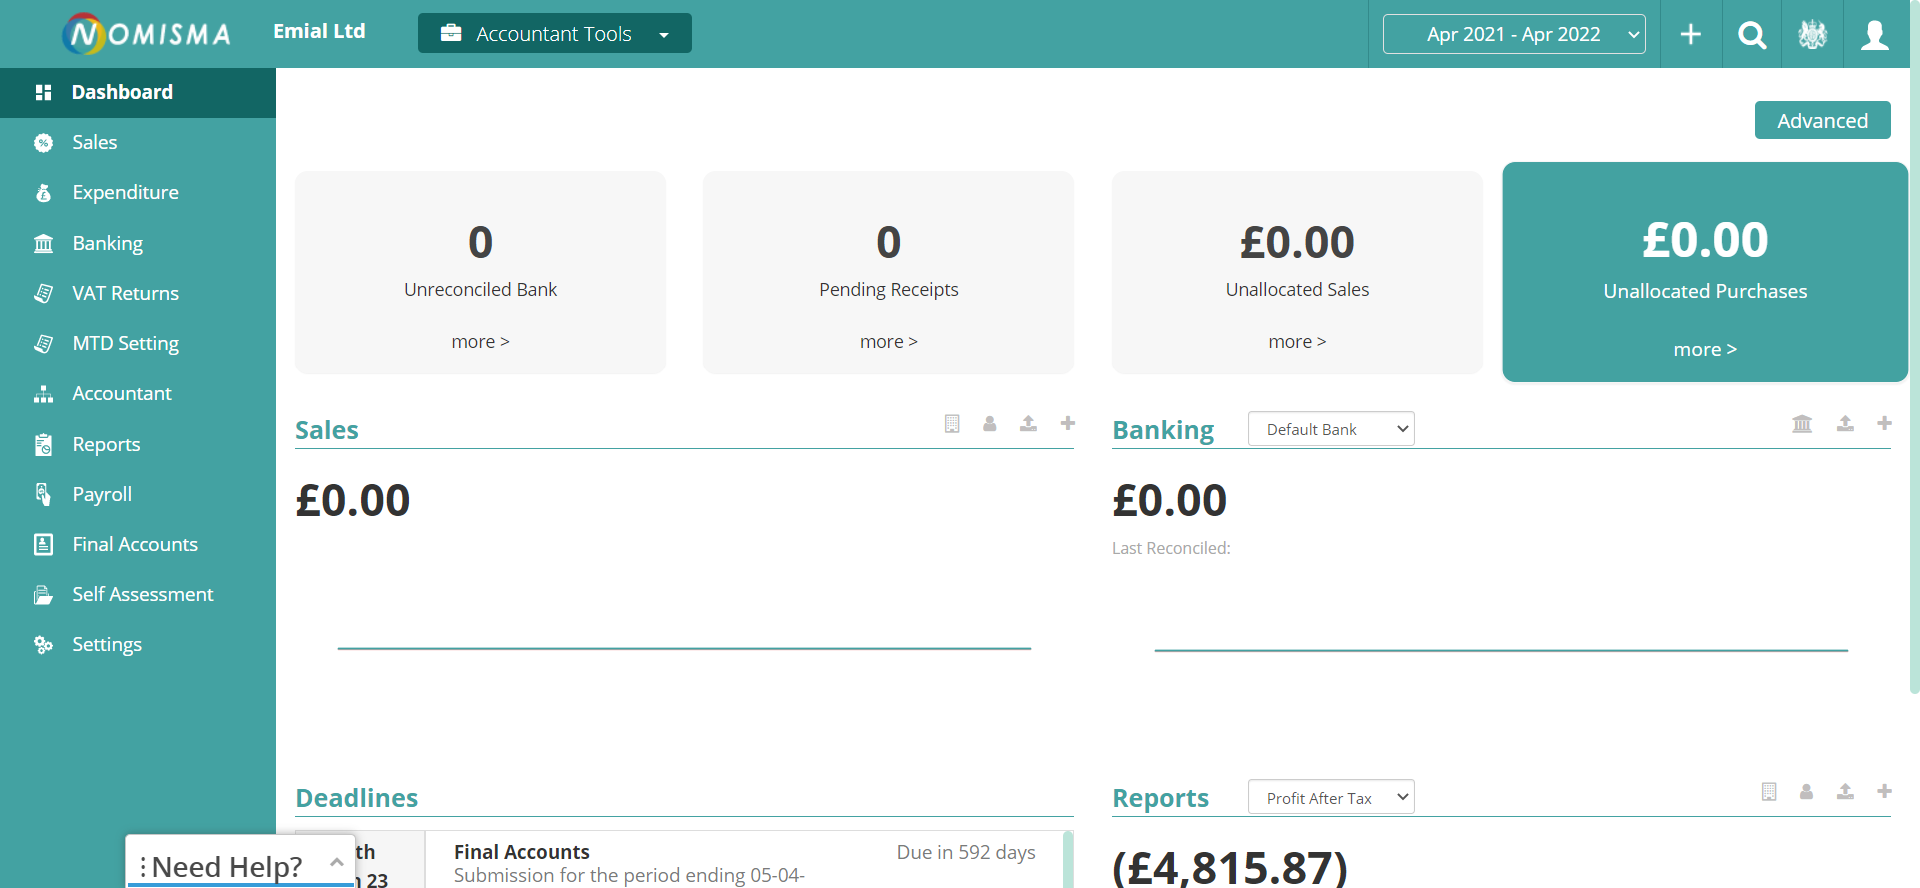 NOMISMA
Emial Ltd
Accountant Tools
Apr 2021 - Apr 2022
Dashboard
Sales
Expenditure
Banking
VAT Returns
MTD Setting
Accountant
Reports
Payroll
Final Accounts
Self Assessment
Settings
Advanced
0
Unreconciled Bank
more >
0
Pending Receipts
more >
£0.00
Unallocated Sales
more >
£0.00
Unallocated Purchases
more >
Sales
£0.00
Banking
Default Bank
£0.00
Last Reconciled:
Deadlines
th
23
Final Accounts
Due in 592 days
Submission for the period ending 05-04-
Reports
Profit After Tax
(£4,815.87)
Need Help?